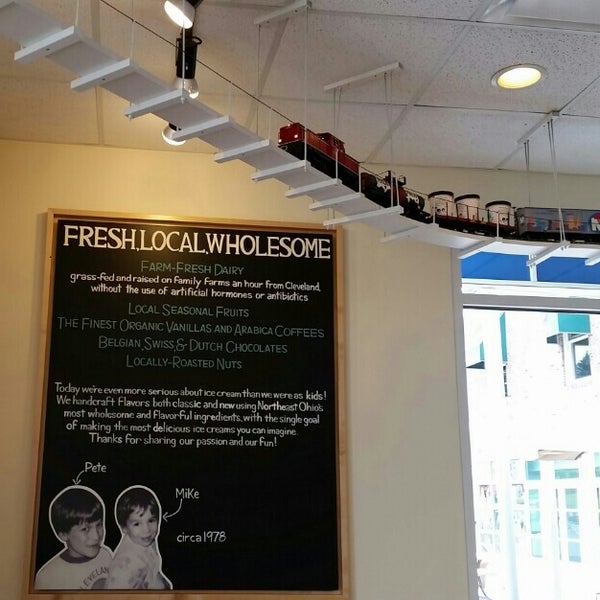 FRESH, LOCAL, WHOLESOME
FARM-FRESH DAIRY
grass-fed and raised on family farms an hour from Cleveland,
without the use of artificial hormones or antibiotics
LOCAL SEASONAL FRUITS
THE FINEST ORGANIC VANILLAS AND ARABICA COFFEES
BELGIAN, SWISS, & DUTCH CHOCOLATES
LOCALLY-ROASTED NUTS
Today we're even more serious about ice cream than we were as kids!
We handcraft flavors both classic and new using Northeast Ohio's
most wholesome and flavorful ingredients, with the single goal
of making the most delicious ice creams you can imagine.
Thanks for sharing our passion and our fun!
Pete
Mike
circa 1978